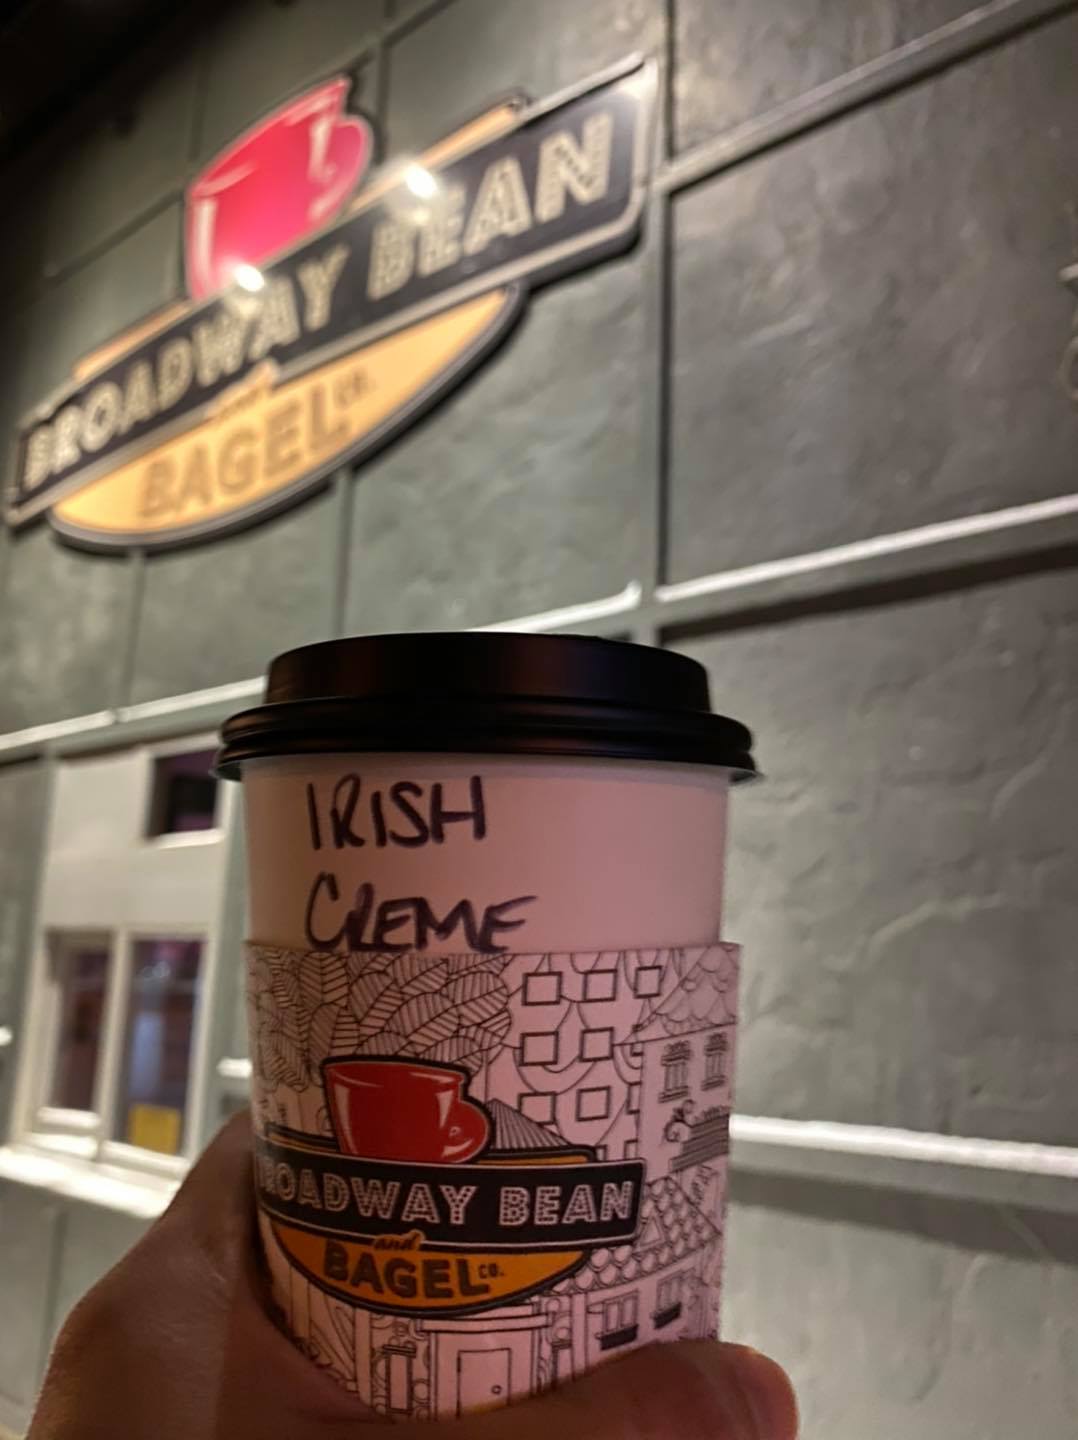 BROADWAY BEAN
and
BAGEL CO.
IRISH
CREME
BROADWAY BEAN
and
BAGEL CO.